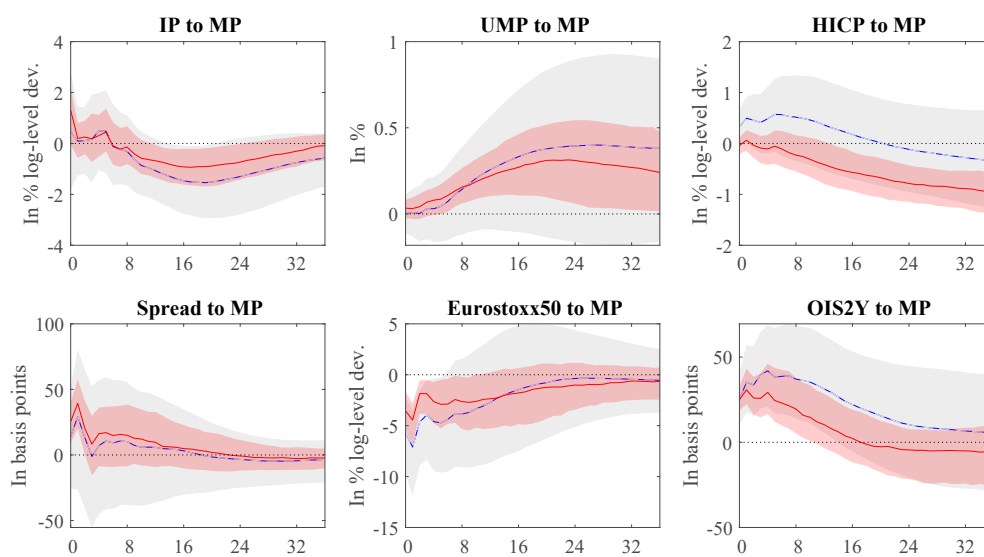 IP to MP
UMP to MP
HICP to MP
In % log-level dev.
4
2
0
-2
-4
0 8 16 24 32
In %
1
0.5
0
0 8 16 24 32
In % log-level dev.
2
1
0
-1
-2
0 8 16 24 32
Spread to MP
Eurostoxx50 to MP
OIS2Y to MP
In basis points
100
50
0
-50
0 8 16 24 32
In % log-level dev.
5
0
-5
-10
-15
0 8 16 24 32
In basis points
50
0
-50
0 8 16 24 32